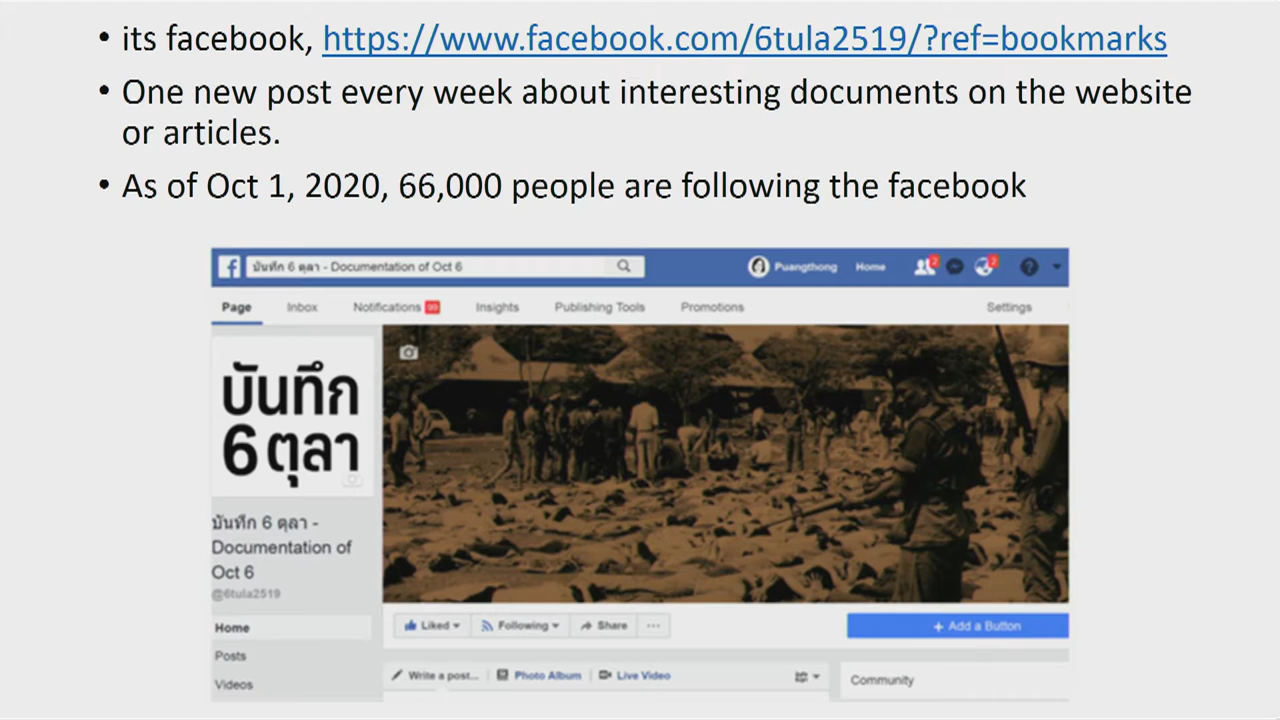 • its facebook, https://www.facebook.com/6tula2519/?ref=bookmarks
• One new post every week about interesting documents on the website
or articles.
• As of Oct 1, 2020, 66,000 people are following the facebook
บันทึก 6 ตุลา - Documentation of Oct 6
Puangthong Home 2 2
Page Inbox Notifications 99 Insights Publishing Tools Promotions Settings
บันทึก
6 ตุลา
บันทึก 6 ตุลา -
Documentation of
Oct 6
@6tula2519
Home
Posts
Videos
Liked Following Share ...
+ Add a Button
Write a post... Photo Album Live Video
Community